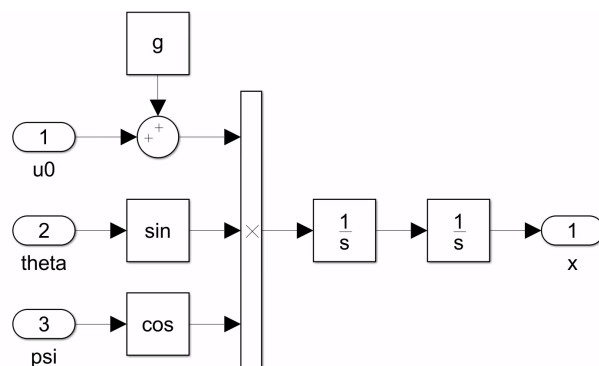 g
1
+
+
u0
2
sin
×
1
s
1
s
1
theta
x
3
cos
psi